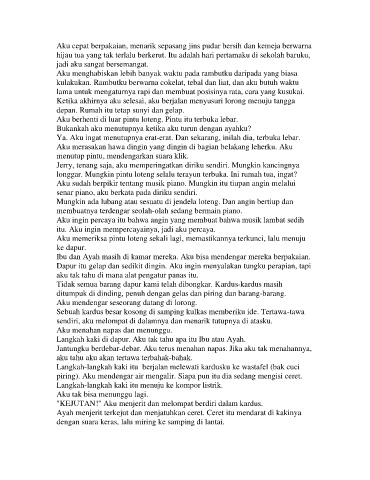 Aku cepat berpakaian, menarik sepasang jins pudar bersih dan kemeja berwarna
hijau tua yang tak terlalu berkerut. Itu adalah hari pertamaku di sekolah baruku,
jadi aku sangat bersemangat.
Aku menghabiskan lebih banyak waktu pada rambutku daripada yang biasa
kulakukan. Rambutku berwarna cokelat, tebal dan liat, dan aku butuh waktu
lama untuk mengaturnya rapi dan membuat posisinya rata, cara yang kusukai.
Ketika akhirnya aku selesai, aku berjalan menyusuri lorong menuju tangga
depan. Rumah itu tetap sunyi dan gelap.
Aku berhenti di luar pintu loteng. Pintu itu terbuka lebar.
Bukankah aku menutupnya ketika aku turun dengan ayahku?
Ya. Aku ingat menutupnya erat-erat. Dan sekarang, inilah dia, terbuka lebar.
Aku merasakan hawa dingin yang dingin di bagian belakang leherku. Aku
menutup pintu, mendengarkan suara klik.
Jerry, tenang saja, aku memperingatkan diriku sendiri. Mungkin kancingnya
longgar. Mungkin pintu loteng selalu terayun terbuka. Ini rumah tua, ingat?
Aku sudah berpikir tentang musik piano. Mungkin itu tiupan angin melalui
senar piano, aku berkata pada diriku sendiri.
Mungkin ada lubang atau sesuatu di jendela loteng. Dan angin bertiup dan
membuatnya terdengar seolah-olah sedang bermain piano.
Aku ingin percaya itu bahwa angin yang membuat bahwa musik lambat sedih
itu. Aku ingin mempercayainya, jadi aku percaya.
Aku memeriksa pintu loteng sekali lagi, memastikannya terkunci, lalu menuju
ke dapur.
Ibu dan Ayah masih di kamar mereka. Aku bisa mendengar mereka berpakaian.
Dapur itu gelap dan sedikit dingin. Aku ingin menyalakan tungku perapian, tapi
aku tak tahu di mana alat pengatur panas itu.
Tidak semua barang dapur kami telah dibongkar. Kardus-kardus masih
ditumpuk di dinding, penuh dengan gelas dan piring dan barang-barang.
Aku mendengar seseorang datang di lorong.
Sebuah kardus besar kosong di samping kulkas memberiku ide. Tertawa-tawa
sendiri, aku melompat di dalamnya dan menarik tutupnya di atasku.
Aku menahan napas dan menunggu.
Langkah kaki di dapur. Aku tak tahu apa itu Ibu atau Ayah.
Jantungku berdebar-debar. Aku terus menahan napas. Jika aku tak menahannya,
aku tahu aku akan tertawa terbahak-bahak.
Langkah-langkah kaki itu  berjalan melewati kardusku ke wastafel (bak cuci
piring). Aku mendengar air mengalir. Siapa pun itu dia sedang mengisi ceret.
Langkah-langkah kaki itu menuju ke kompor listrik.
Aku tak bisa menunggu lagi.
"KEJUTAN!" Aku menjerit dan melompat berdiri dalam kardus.
Ayah menjerit terkejut dan menjatuhkan ceret. Ceret itu mendarat di kakinya
dengan suara keras, lalu miring ke samping di lantai.